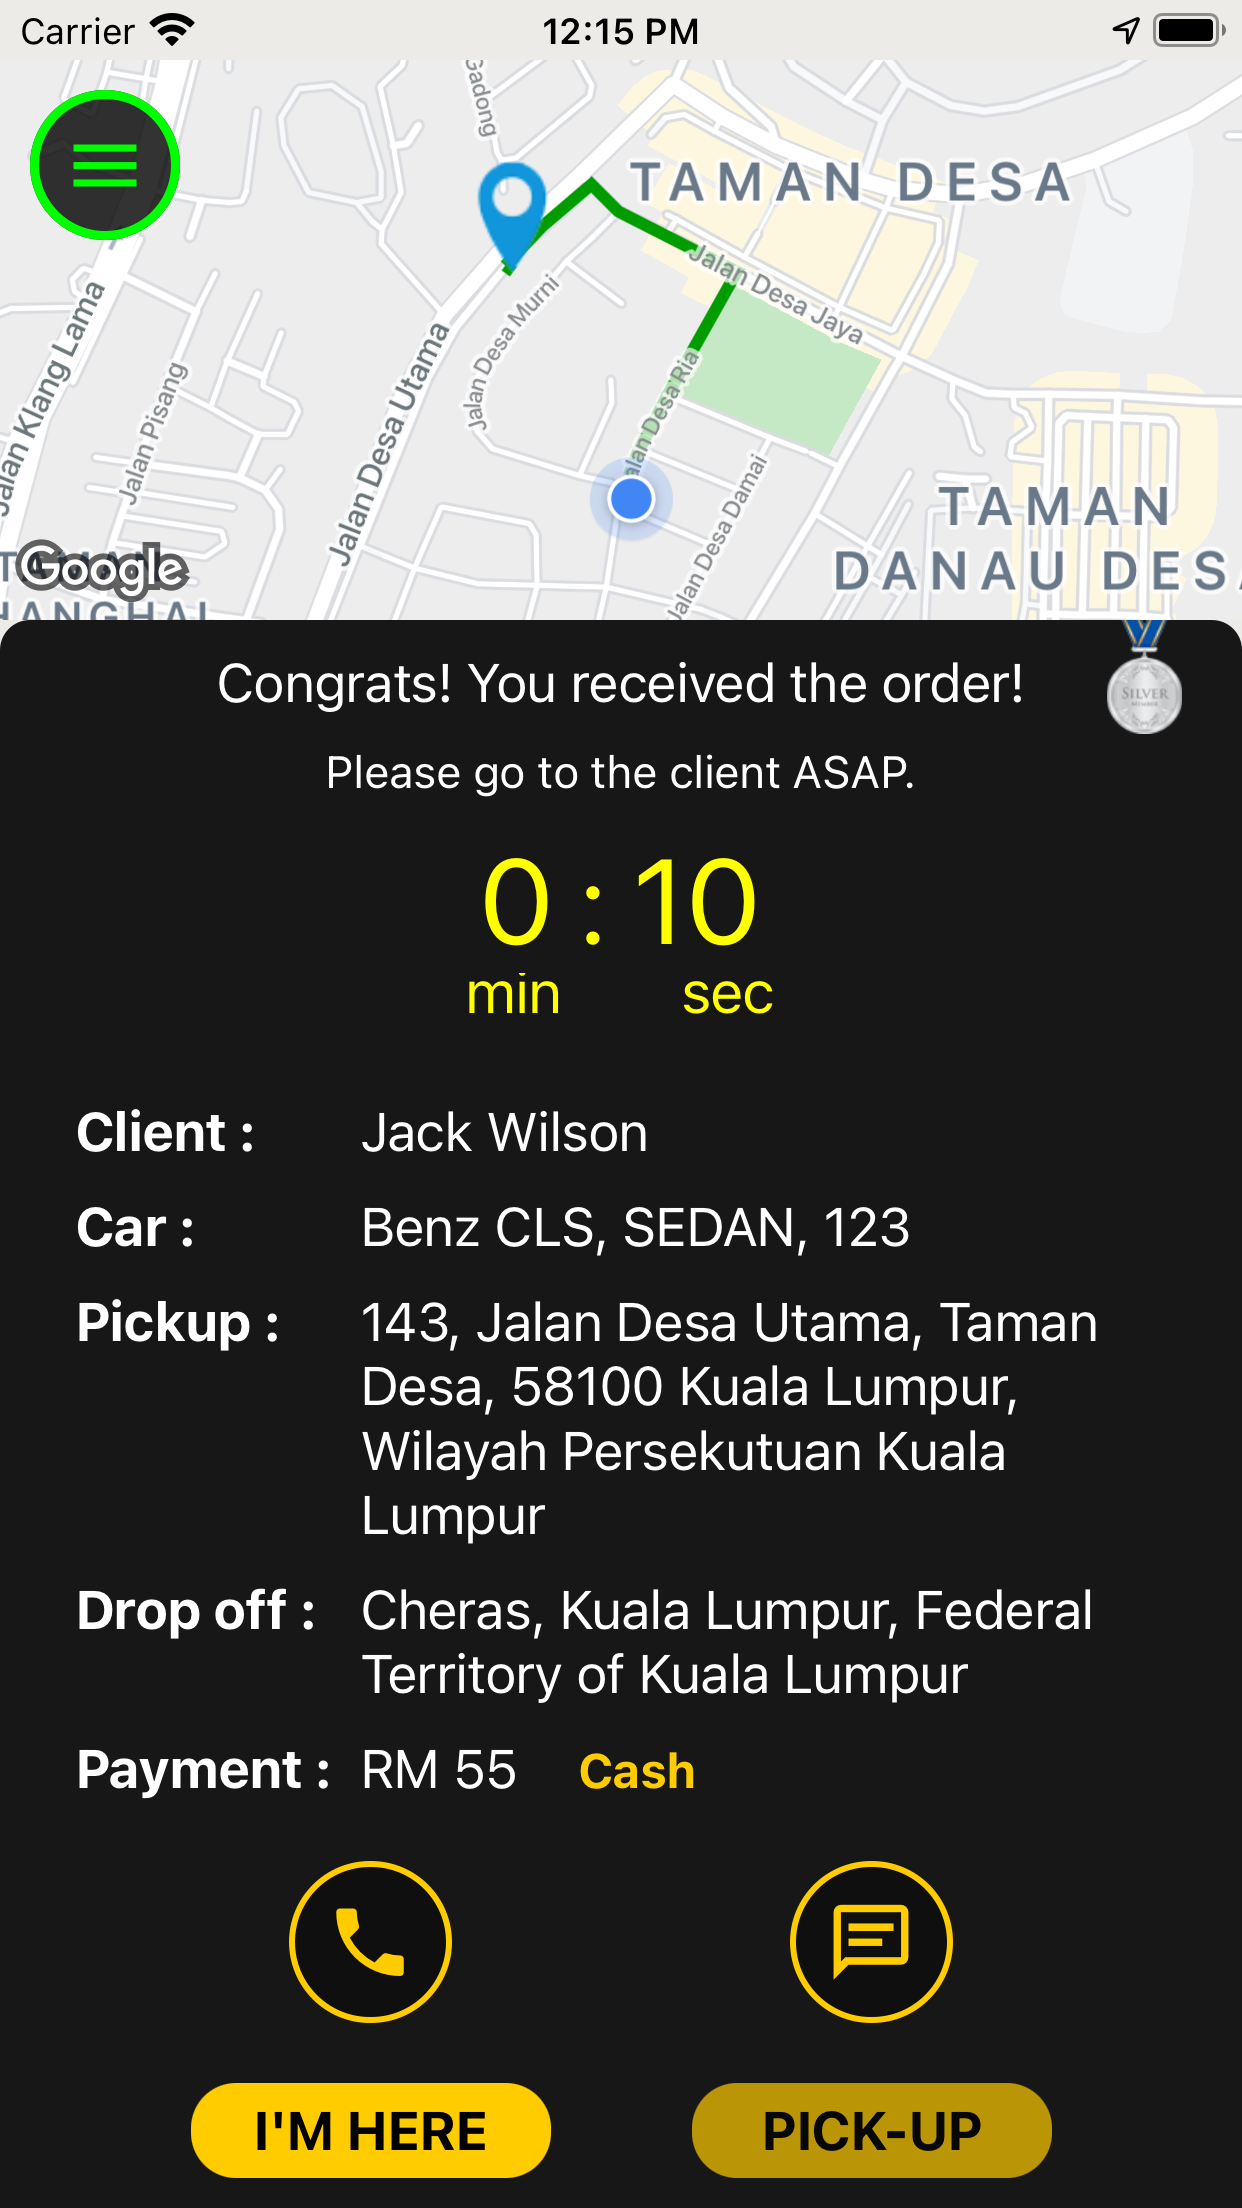 Carrier
12:15 PM
Gadong
TAMAN DESA
Jalan Desa Jaya
Jalan Desa Murni
Jalan Klang Lama
Jalan Pisang
Jalan Desa Utama
Jalan Desa Ria
Jalan Desa Damai
TAMAN
DANAU DESA
Google
Congrats! You received the order!
SILVER
Please go to the client ASAP.
0 : 10
min sec
Client : Jack Wilson
Car : Benz CLS, SEDAN, 123
Pickup : 143, Jalan Desa Utama, Taman
Desa, 58100 Kuala Lumpur,
Wilayah Persekutuan Kuala
Lumpur
Drop off : Cheras, Kuala Lumpur, Federal
Territory of Kuala Lumpur
Payment : RM 55 Cash
I'M HERE
PICK-UP